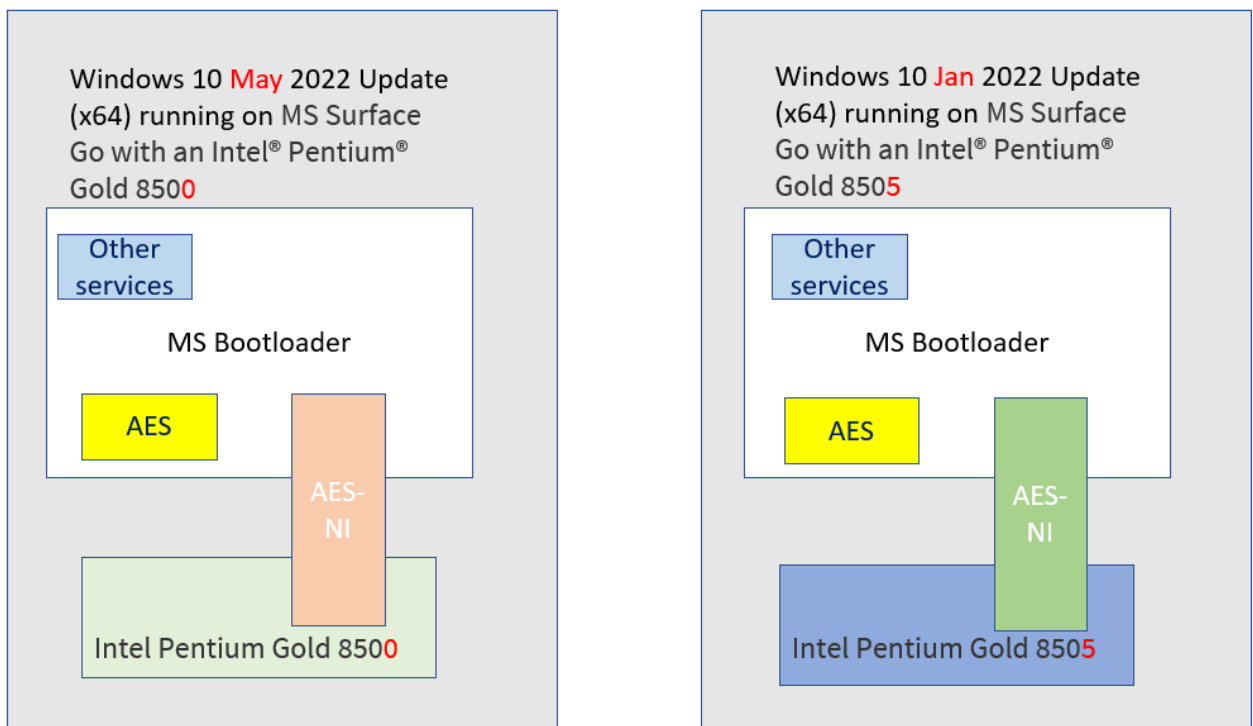 Windows 10 May 2022 Update
(x64) running on MS Surface
Go with an Intel® Pentium®
Gold 8500
Other
services
MS Bootloader
AES
AES-
NI
Intel Pentium Gold 8500
Windows 10 Jan 2022 Update
(x64) running on MS Surface
Go with an Intel® Pentium®
Gold 8505
Other
services
MS Bootloader
AES
AES-
NI
Intel Pentium Gold 8505